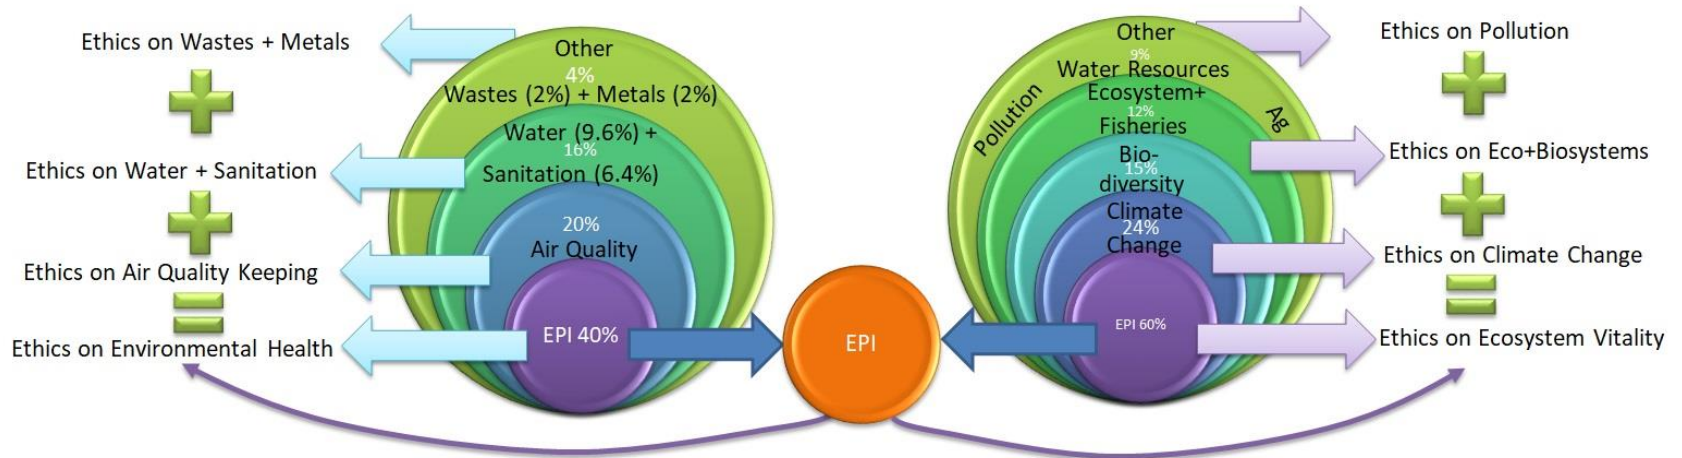 Ethics on Wastes + Metals
Ethics on Water + Sanitation
Ethics on Air Quality Keeping
Ethics on Environmental Health
Other
4%
Wastes (2%) + Metals (2%)
Water (9.6%) +
16%
Sanitation (6.4%)
20%
Air Quality
EPI 40%
EPI
Other
9%
Water Resources
Pollution
Ag
Ecosystem+
12%
Fisheries
Bio-
15%
diversity
Climate
24%
Change
EPI 60%
Ethics on Pollution
Ethics on Eco+Biosystems
Ethics on Climate Change
Ethics on Ecosystem Vitality